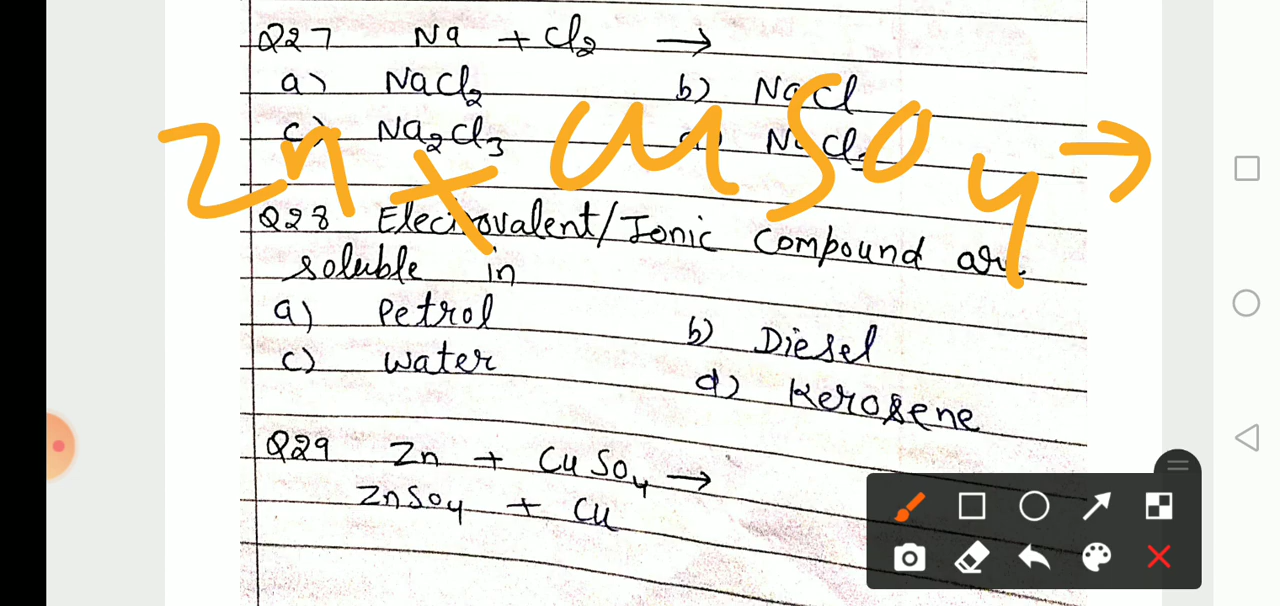 Q27 Na + Cl₂ →
a) NaCl₂ b) NaCl
c) Na₂Cl₃ NaCl
Zn + CuSO₄ →
Q28 Electrovalent/Ionic Compound are
soluble in
a) Petrol b) Diesel
c) Water d) Kerosene
Q29 Zn + CuSO₄ →
ZnSO₄ + Cu